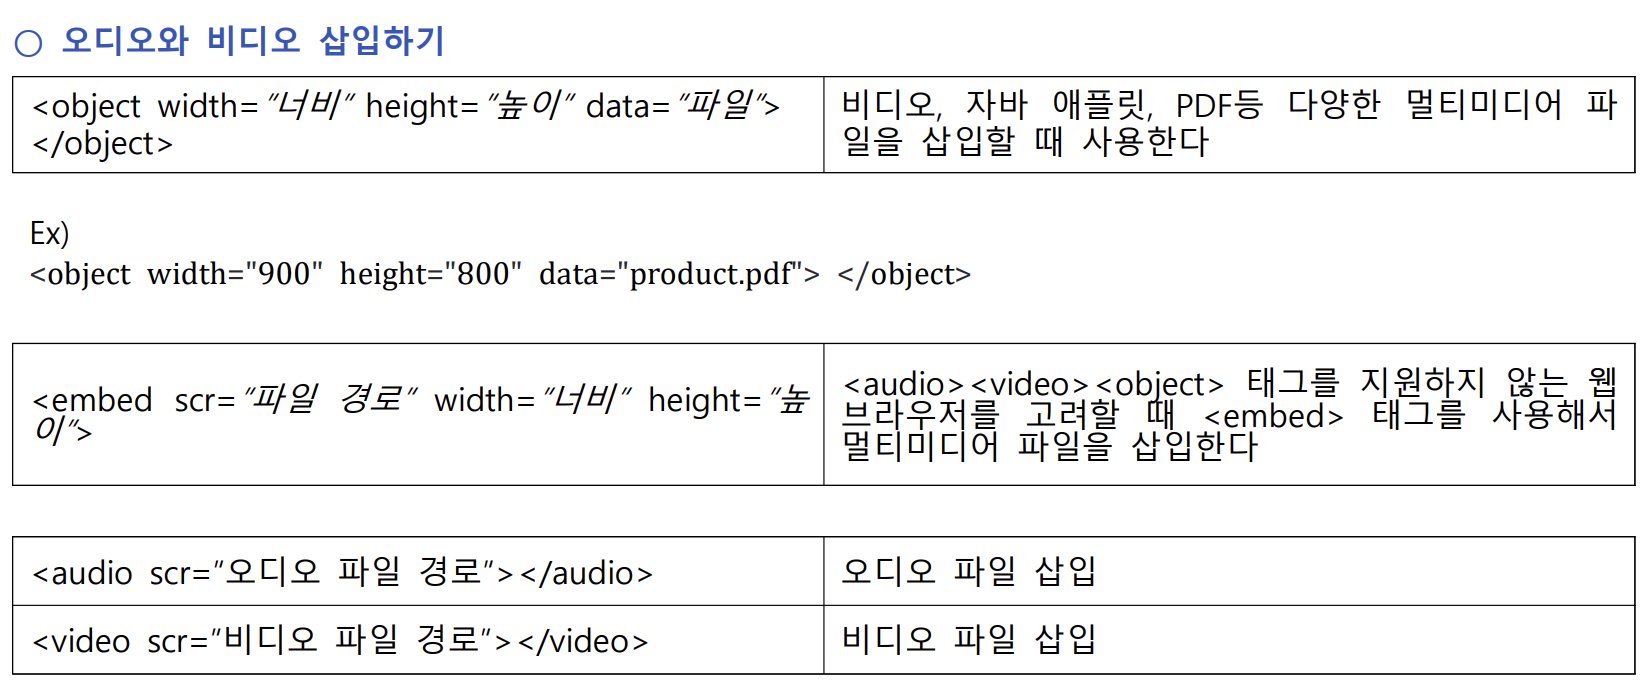 ○ 오디오와 비디오 삽입하기
<object width="너비" height="높이" data="파일">
</object>
비디오, 자바 애플릿, PDF등 다양한 멀티미디어 파
일을 삽입할 때 사용한다
Ex)
<object width="900" height="800" data="product.pdf"> </object>
<embed scr="파일 경로" width="너비" height="높
이">
<audio><video><object> 태그를 지원하지 않는 웹
브라우저를 고려할 때 <embed> 태그를 사용해서
멀티미디어 파일을 삽입한다
<audio scr="오디오 파일 경로"></audio>
오디오 파일 삽입
<video scr="비디오 파일 경로"></video>
비디오 파일 삽입